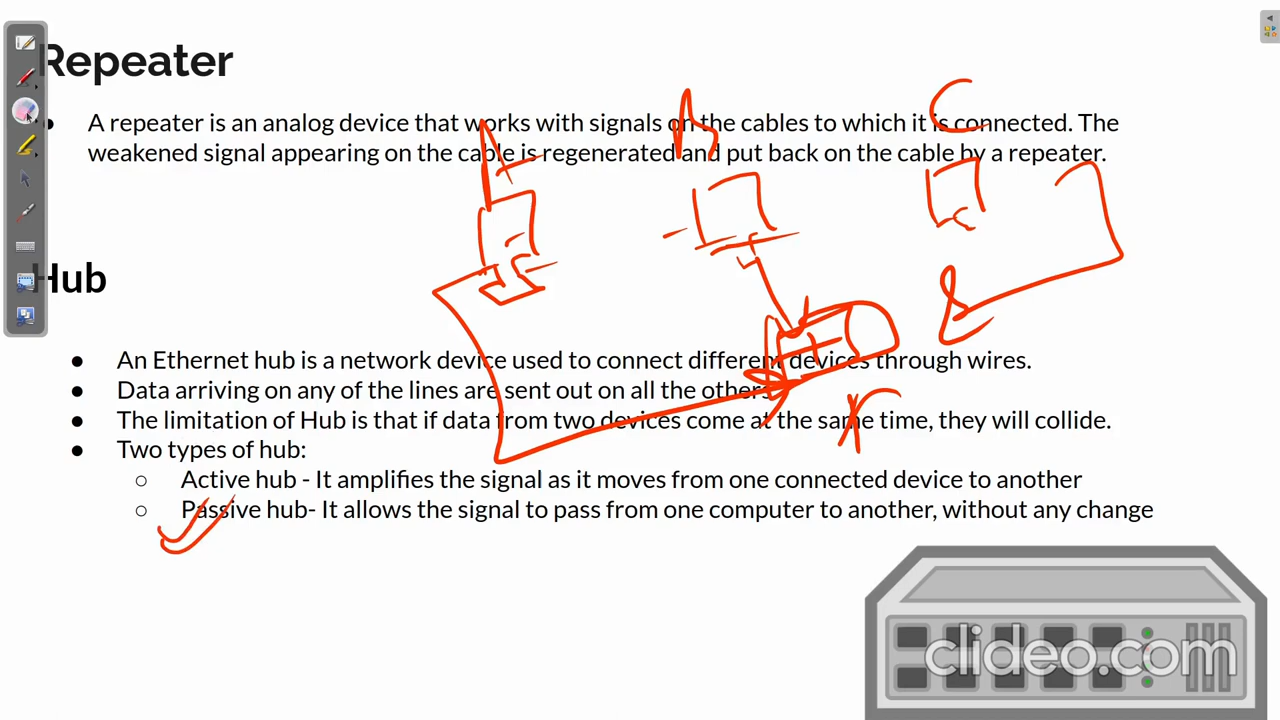 Repeater
● A repeater is an analog device that works with signals on the cables to which it is connected. The
weakened signal appearing on the cable is regenerated and put back on the cable by a repeater.
A
B
C
Hub
● An Ethernet hub is a network device used to connect different devices through wires.
● Data arriving on any of the lines are sent out on all the others.
● The limitation of Hub is that if data from two devices come at the same time, they will collide.
● Two types of hub:
○ Active hub - It amplifies the signal as it moves from one connected device to another
○ Passive hub- It allows the signal to pass from one computer to another, without any change
clideo.com